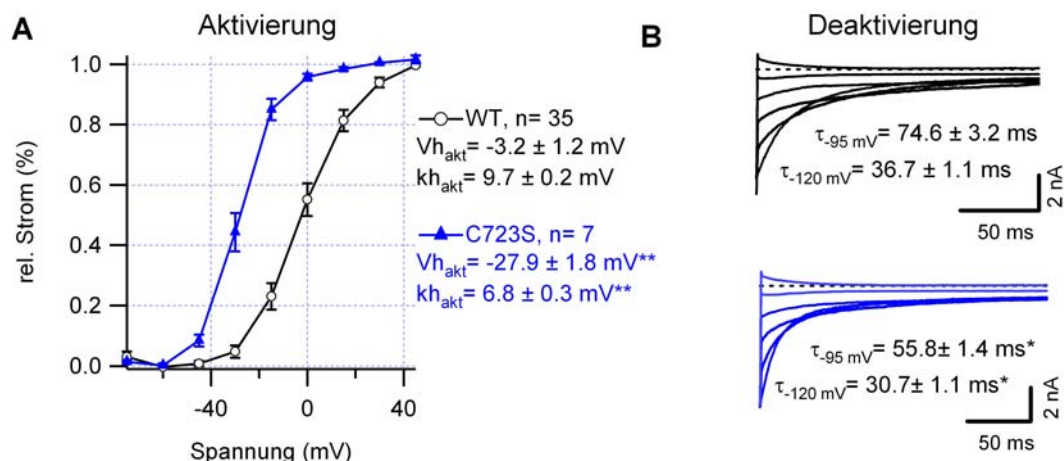 A
Aktivierung
1.0
0.8
0.6
0.4
0.2
0.0
rel. Strom (%)
-40
0
40
Spannung (mV)
WT, n= 35
Vh_akt= -3.2 ± 1.2 mV
kh_akt= 9.7 ± 0.2 mV
C723S, n= 7
Vh_akt= -27.9 ± 1.8 mV**
kh_akt= 6.8 ± 0.3 mV**
B
Deaktivierung
τ_-95 mV= 74.6 ± 3.2 ms
τ_-120 mV= 36.7 ± 1.1 ms
2 nA
50 ms
τ_-95 mV= 55.8± 1.4 ms*
τ_-120 mV= 30.7± 1.1 ms*
2 nA
50 ms